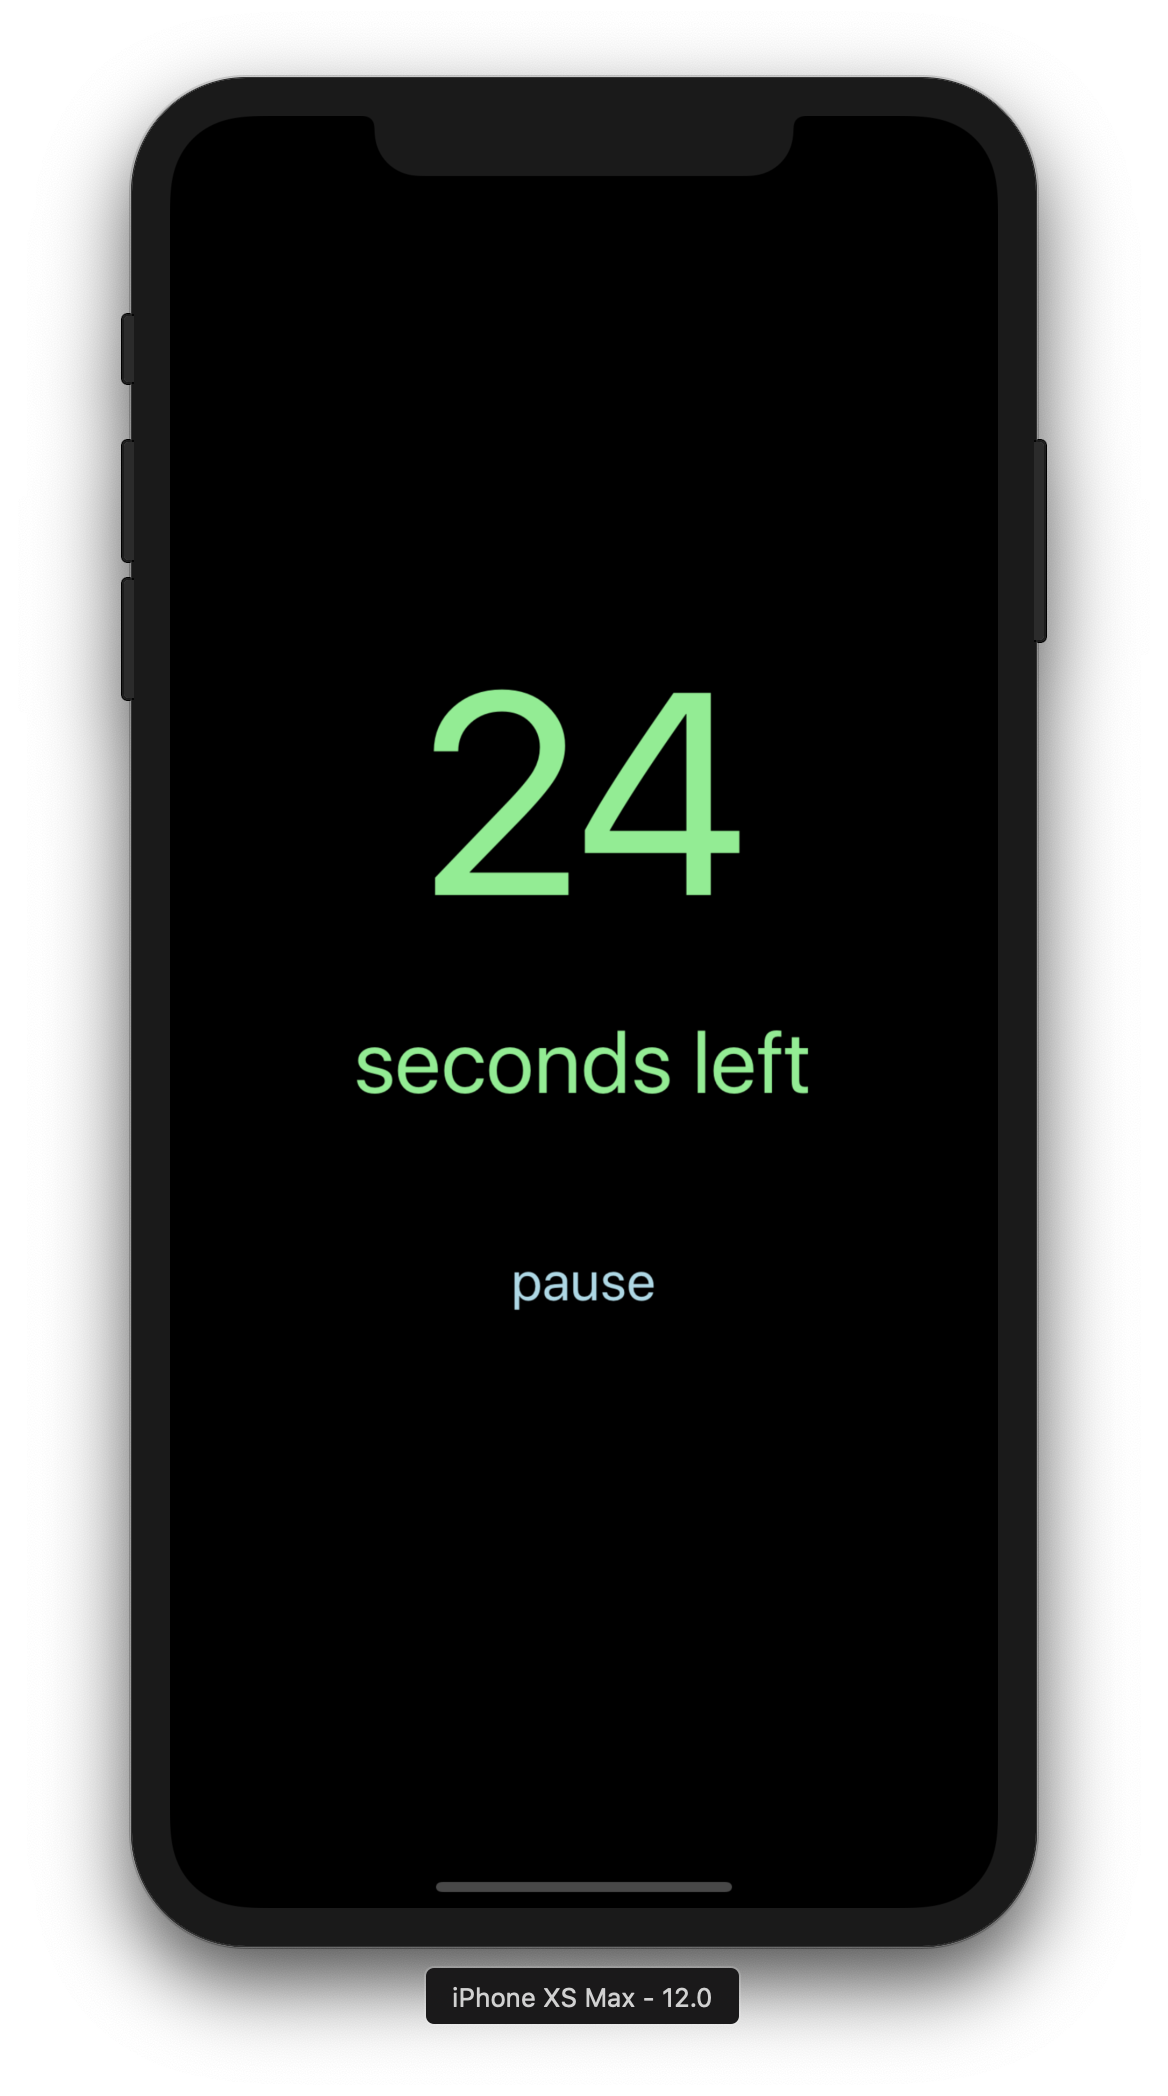 24
seconds left
pause
iPhone XS Max - 12.0